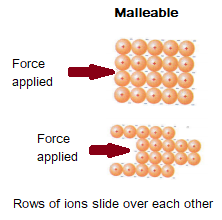 Malleable
Force
applied
Force
applied
Rows of ions slide over each other